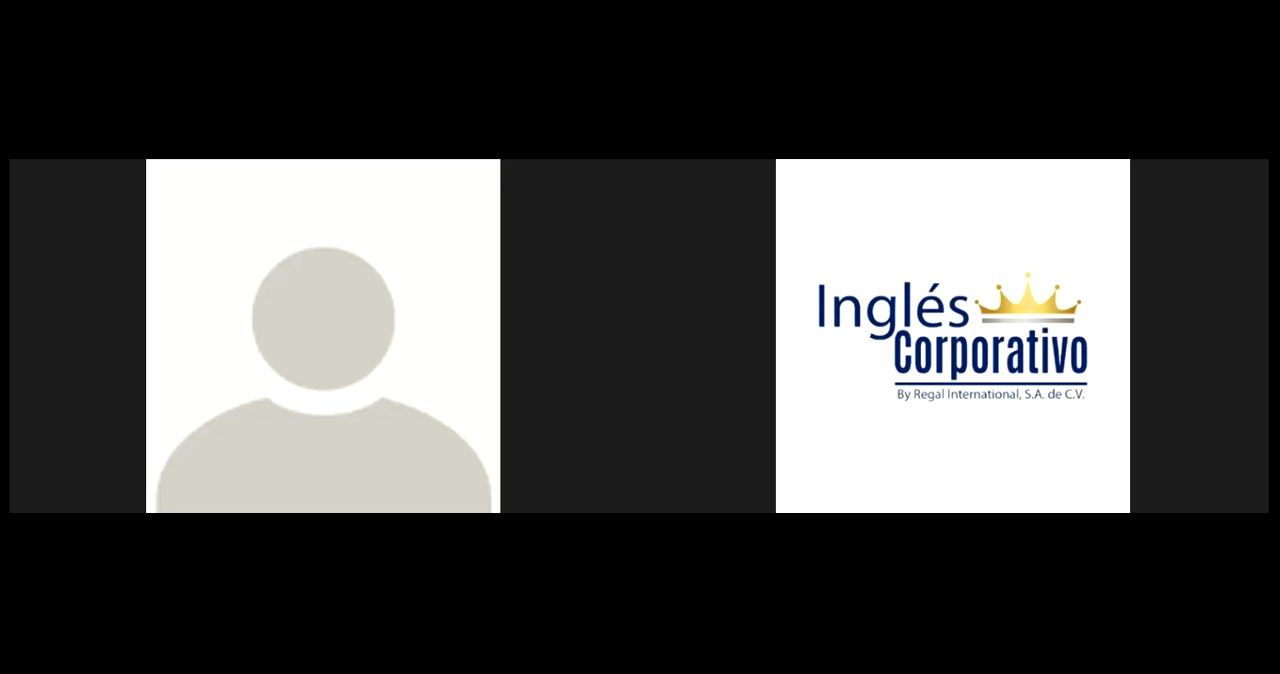 Inglés
Corporativo
By Regal International, S.A. de C.V.